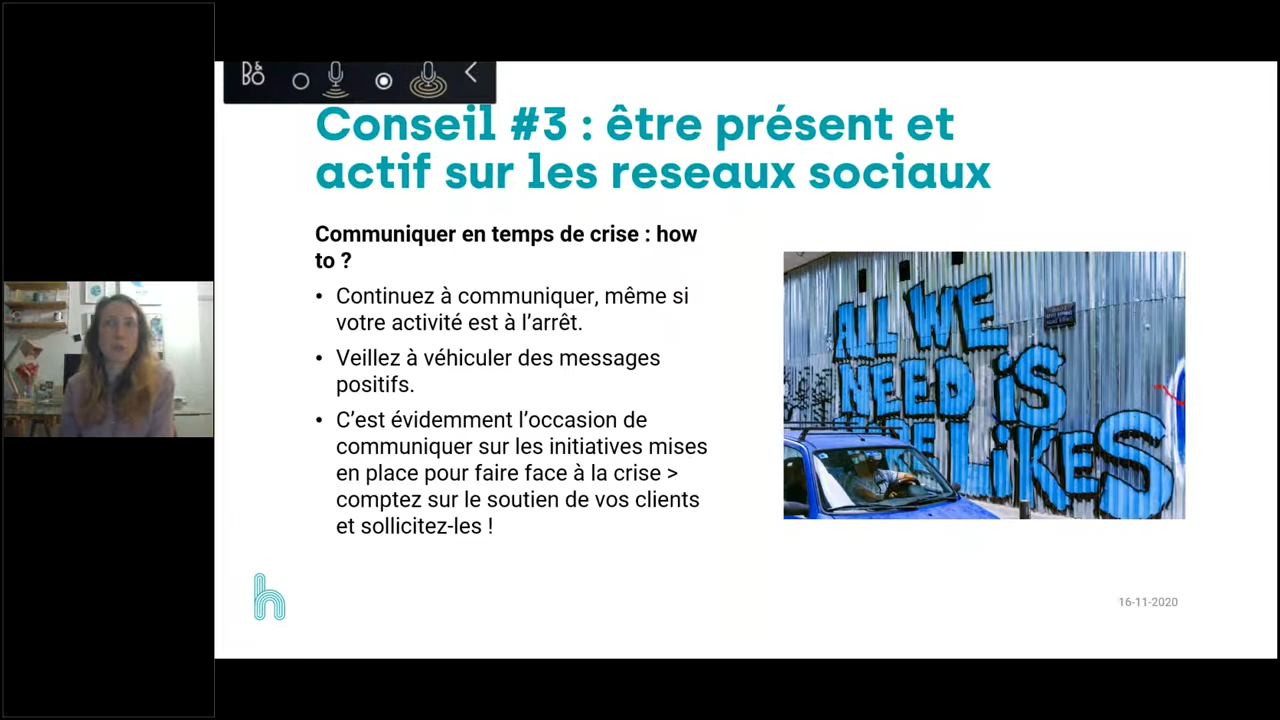 Conseil #3 : être présent et
actif sur les reseaux sociaux
Communiquer en temps de crise : how
to ?
• Continuez à communiquer, même si
votre activité est à l’arrêt.
• Veillez à véhiculer des messages
positifs.
• C’est évidemment l’occasion de
communiquer sur les initiatives mises
en place pour faire face à la crise >
comptez sur le soutien de vos clients
et sollicitez-les !
ALL WE
NEED iS
LiKES
h
16-11-2020